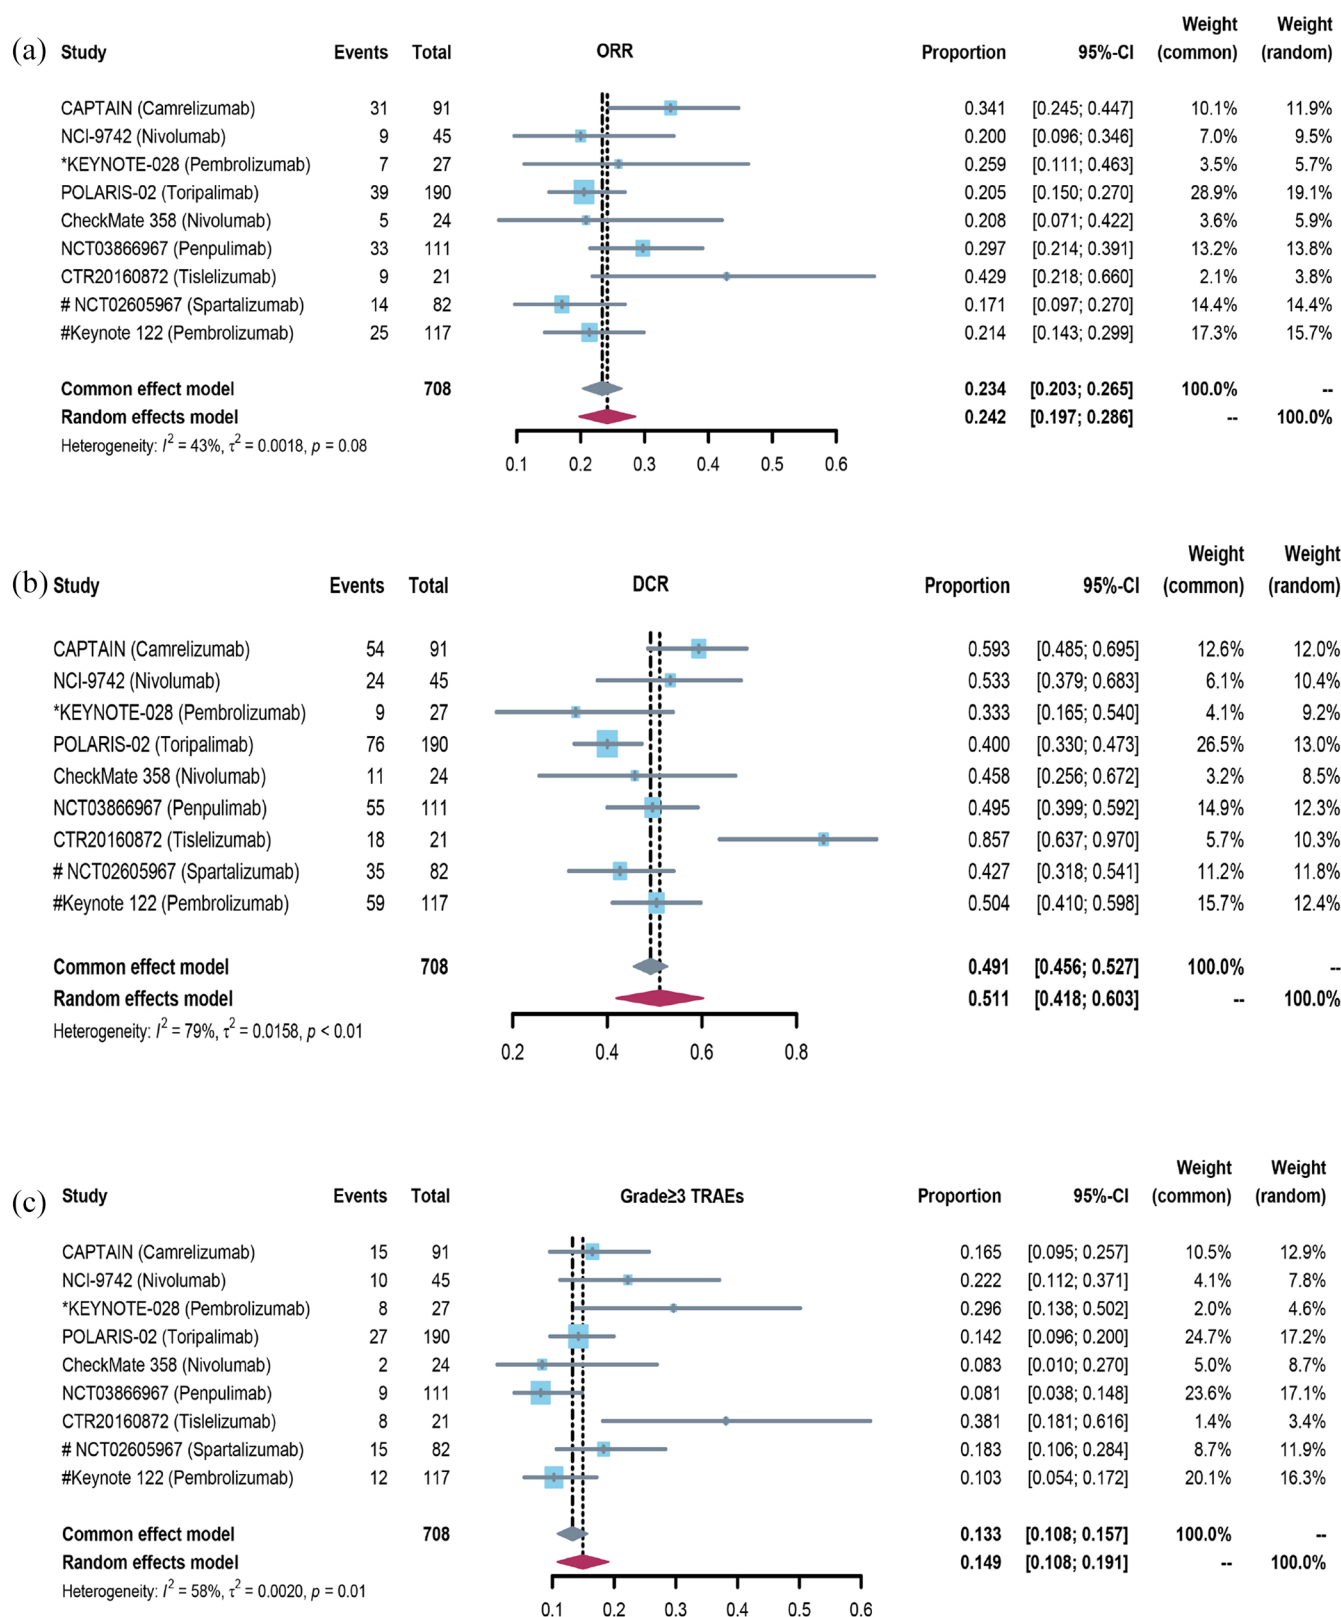 (a) Study Events Total ORR Proportion 95%-CI Weight (common) Weight (random)
CAPTAIN (Camrelizumab) 31 91 0.341 [0.245; 0.447] 10.1% 11.9%
NCI-9742 (Nivolumab) 9 45 0.200 [0.096; 0.346] 7.0% 9.5%
*KEYNOTE-028 (Pembrolizumab) 7 27 0.259 [0.111; 0.463] 3.5% 5.7%
POLARIS-02 (Toripalimab) 39 190 0.205 [0.150; 0.270] 28.9% 19.1%
CheckMate 358 (Nivolumab) 5 24 0.208 [0.071; 0.422] 3.6% 5.9%
NCT03866967 (Penpulimab) 33 111 0.297 [0.214; 0.391] 13.2% 13.8%
CTR20160872 (Tislelizumab) 9 21 0.429 [0.218; 0.660] 2.1% 3.8%
# NCT02605967 (Spartalizumab) 14 82 0.171 [0.097; 0.270] 14.4% 14.4%
#Keynote 122 (Pembrolizumab) 25 117 0.214 [0.143; 0.299] 17.3% 15.7%
Common effect model 708 0.234 [0.203; 0.265] 100.0% --
Random effects model 0.242 [0.197; 0.286] -- 100.0%
Heterogeneity: I² = 43%, τ² = 0.0018, p = 0.08
0.1 0.2 0.3 0.4 0.5 0.6
(b) Study Events Total DCR Proportion 95%-CI Weight (common) Weight (random)
CAPTAIN (Camrelizumab) 54 91 0.593 [0.485; 0.695] 12.6% 12.0%
NCI-9742 (Nivolumab) 24 45 0.533 [0.379; 0.683] 6.1% 10.4%
*KEYNOTE-028 (Pembrolizumab) 9 27 0.333 [0.165; 0.540] 4.1% 9.2%
POLARIS-02 (Toripalimab) 76 190 0.400 [0.330; 0.473] 26.5% 13.0%
CheckMate 358 (Nivolumab) 11 24 0.458 [0.256; 0.672] 3.2% 8.5%
NCT03866967 (Penpulimab) 55 111 0.495 [0.399; 0.592] 14.9% 12.3%
CTR20160872 (Tislelizumab) 18 21 0.857 [0.637; 0.970] 5.7% 10.3%
# NCT02605967 (Spartalizumab) 35 82 0.427 [0.318; 0.541] 11.2% 11.8%
#Keynote 122 (Pembrolizumab) 59 117 0.504 [0.410; 0.598] 15.7% 12.4%
Common effect model 708 0.491 [0.456; 0.527] 100.0% --
Random effects model 0.511 [0.418; 0.603] -- 100.0%
Heterogeneity: I² = 79%, τ² = 0.0158, p < 0.01
0.2 0.4 0.6 0.8
(c) Study Events Total Grade≥3 TRAEs Proportion 95%-CI Weight (common) Weight (random)
CAPTAIN (Camrelizumab) 15 91 0.165 [0.095; 0.257] 10.5% 12.9%
NCI-9742 (Nivolumab) 10 45 0.222 [0.112; 0.371] 4.1% 7.8%
*KEYNOTE-028 (Pembrolizumab) 8 27 0.296 [0.138; 0.502] 2.0% 4.6%
POLARIS-02 (Toripalimab) 27 190 0.142 [0.096; 0.200] 24.7% 17.2%
CheckMate 358 (Nivolumab) 2 24 0.083 [0.010; 0.270] 5.0% 8.7%
NCT03866967 (Penpulimab) 9 111 0.081 [0.038; 0.148] 23.6% 17.1%
CTR20160872 (Tislelizumab) 8 21 0.381 [0.181; 0.616] 1.4% 3.4%
# NCT02605967 (Spartalizumab) 15 82 0.183 [0.106; 0.284] 8.7% 11.9%
#Keynote 122 (Pembrolizumab) 12 117 0.103 [0.054; 0.172] 20.1% 16.3%
Common effect model 708 0.133 [0.108; 0.157] 100.0% --
Random effects model 0.149 [0.108; 0.191] -- 100.0%
Heterogeneity: I² = 58%, τ² = 0.0020, p = 0.01
0.1 0.2 0.3 0.4 0.5 0.6